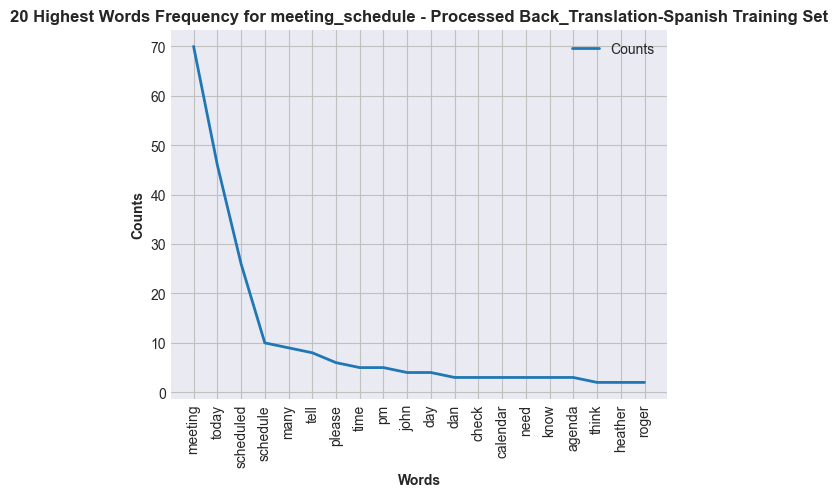 20 Highest Words Frequency for meeting_schedule - Processed Back_Translation-Spanish Training Set
Counts
70
60
50
40
30
20
10
0
Counts
meeting
today
scheduled
schedule
many
tell
please
time
pm
john
day
dan
check
calendar
need
know
agenda
think
heather
roger
Words